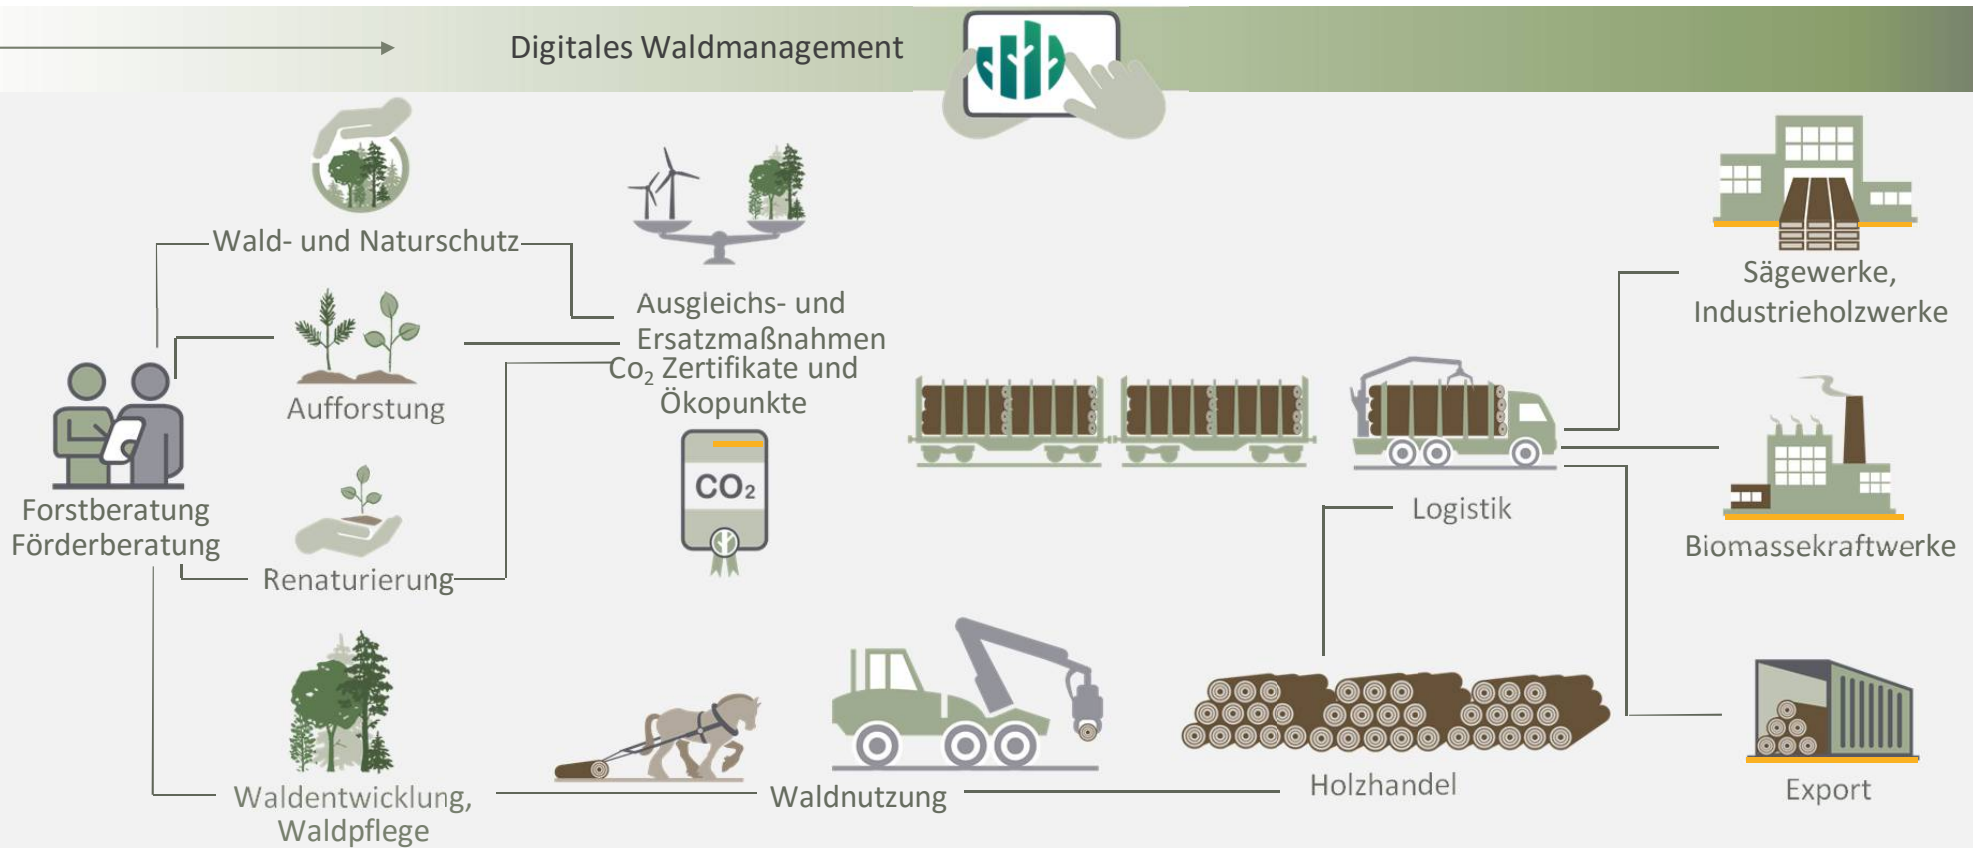 Digitales Waldmanagement
Wald- und Naturschutz
Ausgleichs- und
Ersatzmaßnahmen
Co₂ Zertifikate und
Ökopunkte
CO₂
Aufforstung
Forstberatung
Förderberatung
Renaturierung
Waldentwicklung,
Waldpflege
Waldnutzung
Holzhandel
Logistik
Sägewerke,
Industrieholzwerke
Biomassekraftwerke
Export